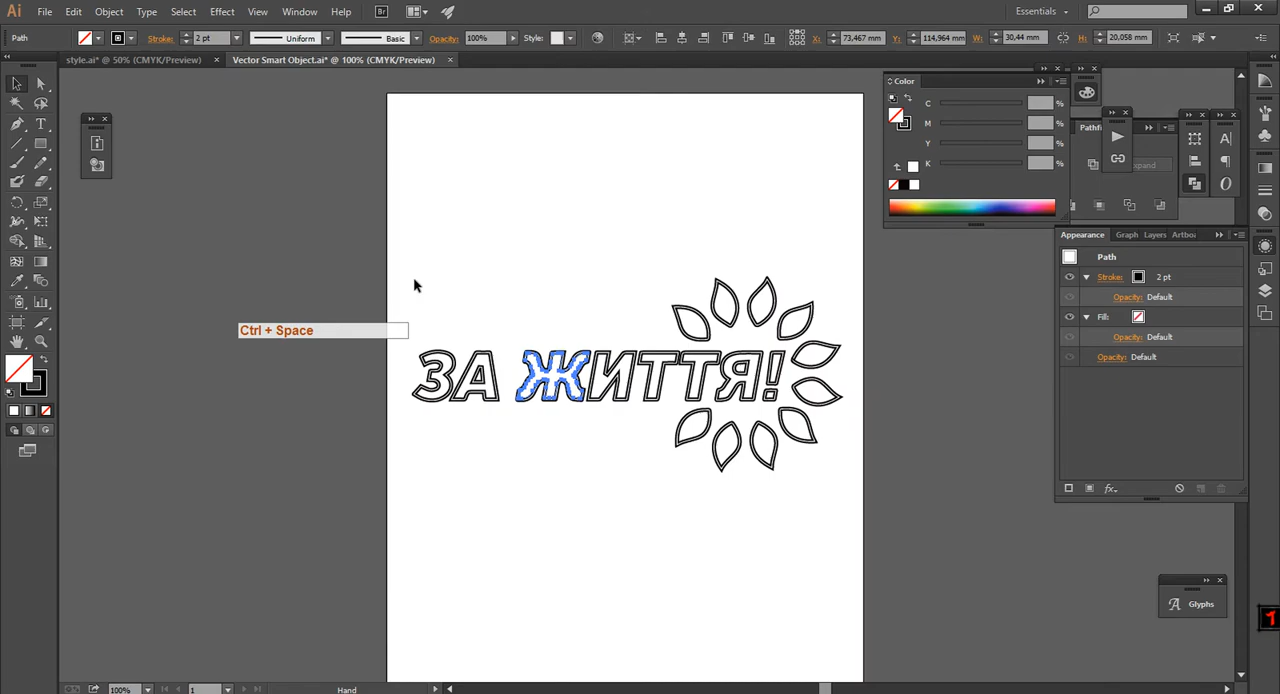 Ai File Edit Object Type Select Effect View Window Help Br Essentials
Path Stroke: 2 pt Uniform Basic Opacity: 100% Style: X: 73,467 mm Y: 114,964 mm W: 30,44 mm H: 20,058 mm
style.ai* @ 50% (CMYK/Preview) Vector Smart Object.ai* @ 100% (CMYK/Preview)
Color
C %
M %
Y %
K %
Pathfi
Expand
Appearance Graph Layers Artboa
Path
Stroke: 2 pt
Opacity: Default
Fill:
Opacity: Default
Opacity: Default
fx
Ctrl + Space
ЗА ЖИТТЯ!
Glyphs
100% 1 Hand